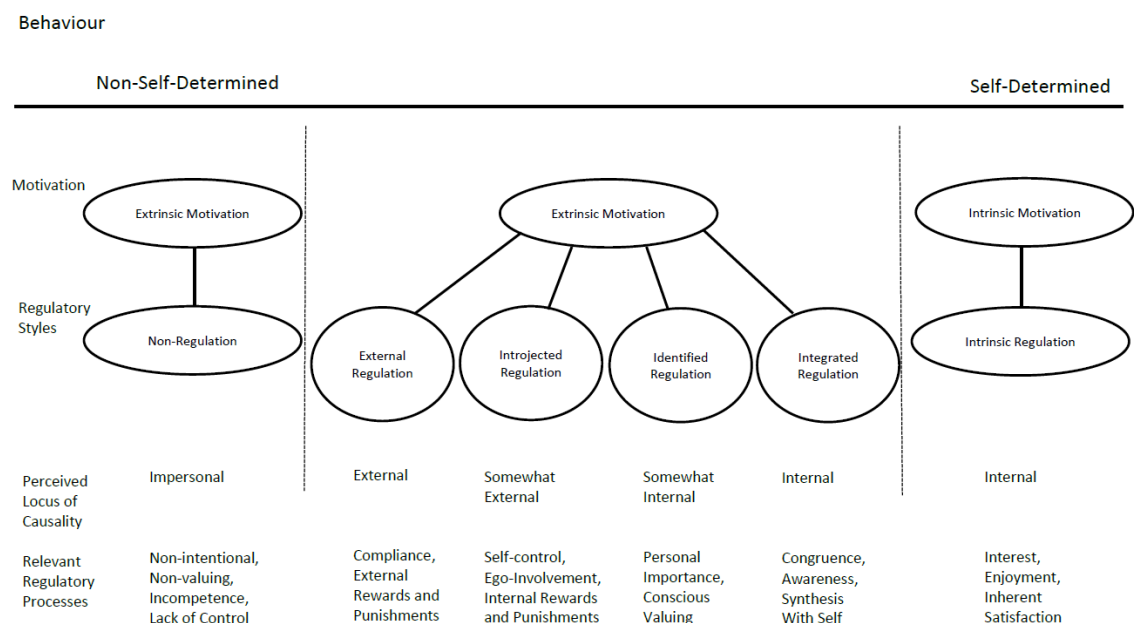 Behaviour
Non-Self-Determined
Self-Determined
Motivation
Extrinsic Motivation
Extrinsic Motivation
Intrinsic Motivation
Regulatory
Styles
Non-Regulation
External
Regulation
Introjected
Regulation
Identified
Regulation
Integrated
Regulation
Intrinsic Regulation
Perceived
Locus of
Causality
Impersonal
External
Somewhat
External
Somewhat
Internal
Internal
Internal
Relevant
Regulatory
Processes
Non-intentional,
Non-valuing,
Incompetence,
Lack of Control
Compliance,
External
Rewards and
Punishments
Self-control,
Ego-Involvement,
Internal Rewards
and Punishments
Personal
Importance,
Conscious
Valuing
Congruence,
Awareness,
Synthesis
With Self
Interest,
Enjoyment,
Inherent
Satisfaction